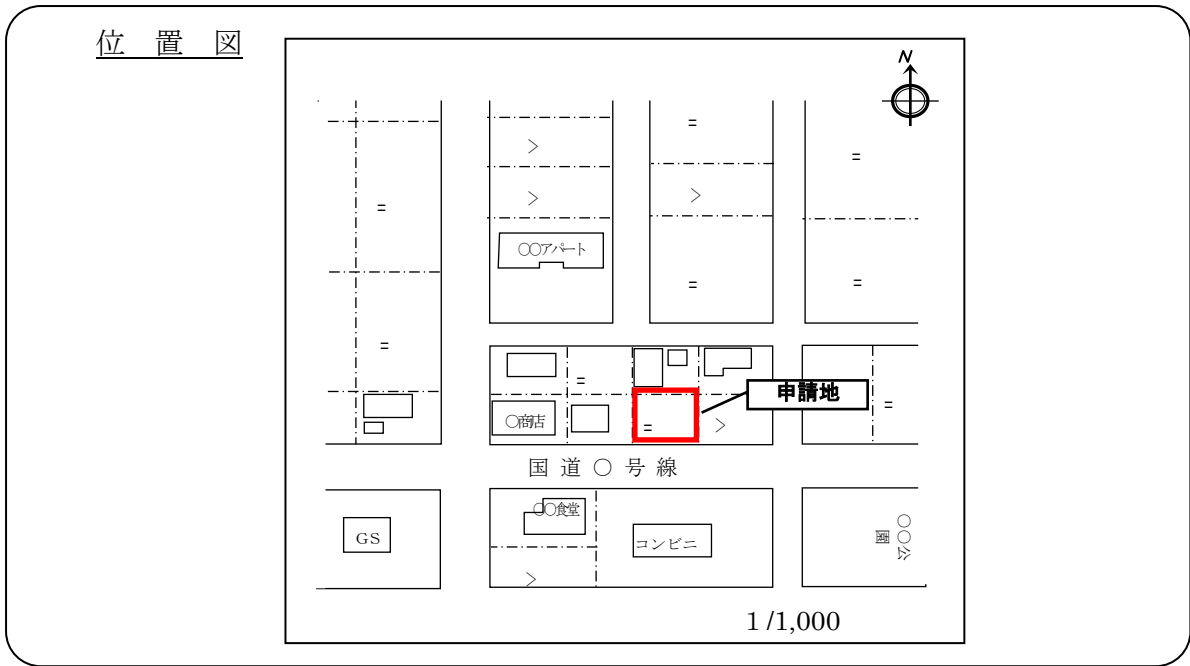 位置図
N
〇〇アパート
申請地
〇商店
国道〇号線
〇〇食堂
GS
コンビニ
〇〇公園
1/1,000